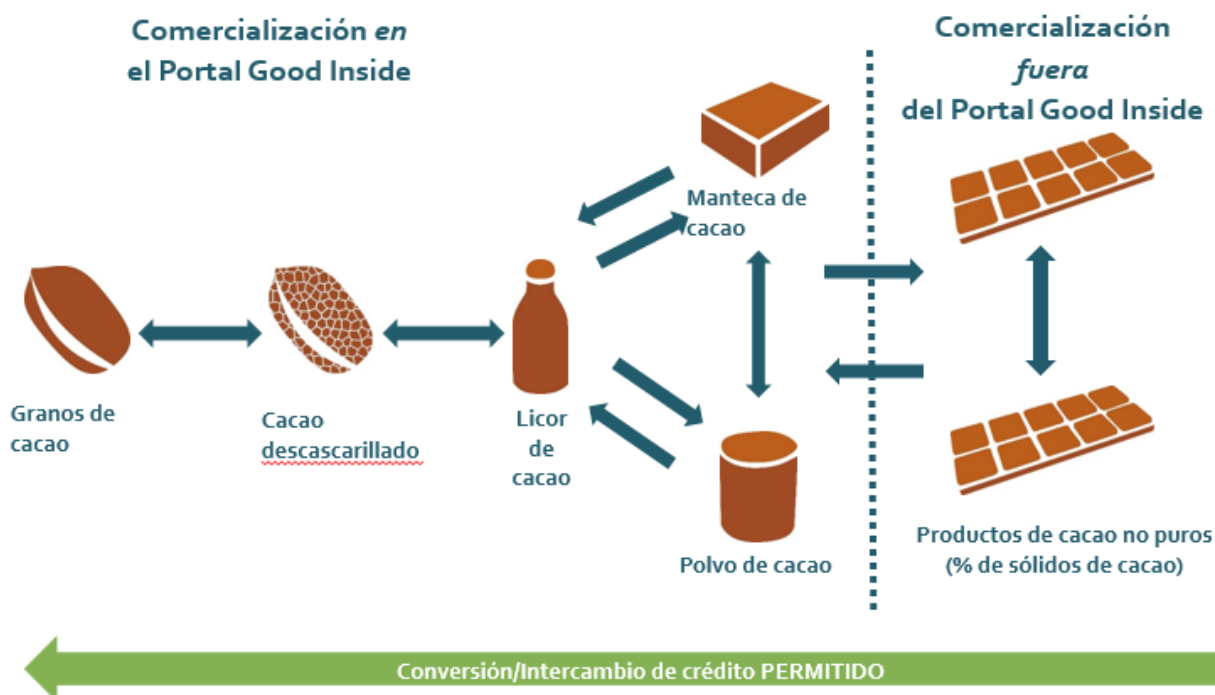 Comercialización en
el Portal Good Inside
Comercialización
fuera
del Portal Good Inside
Manteca de
cacao
Granos de
cacao
Cacao
descascarillado
Licor
de
cacao
Polvo de cacao
Productos de cacao no puros
(% de sólidos de cacao)
Conversión/Intercambio de crédito PERMITIDO